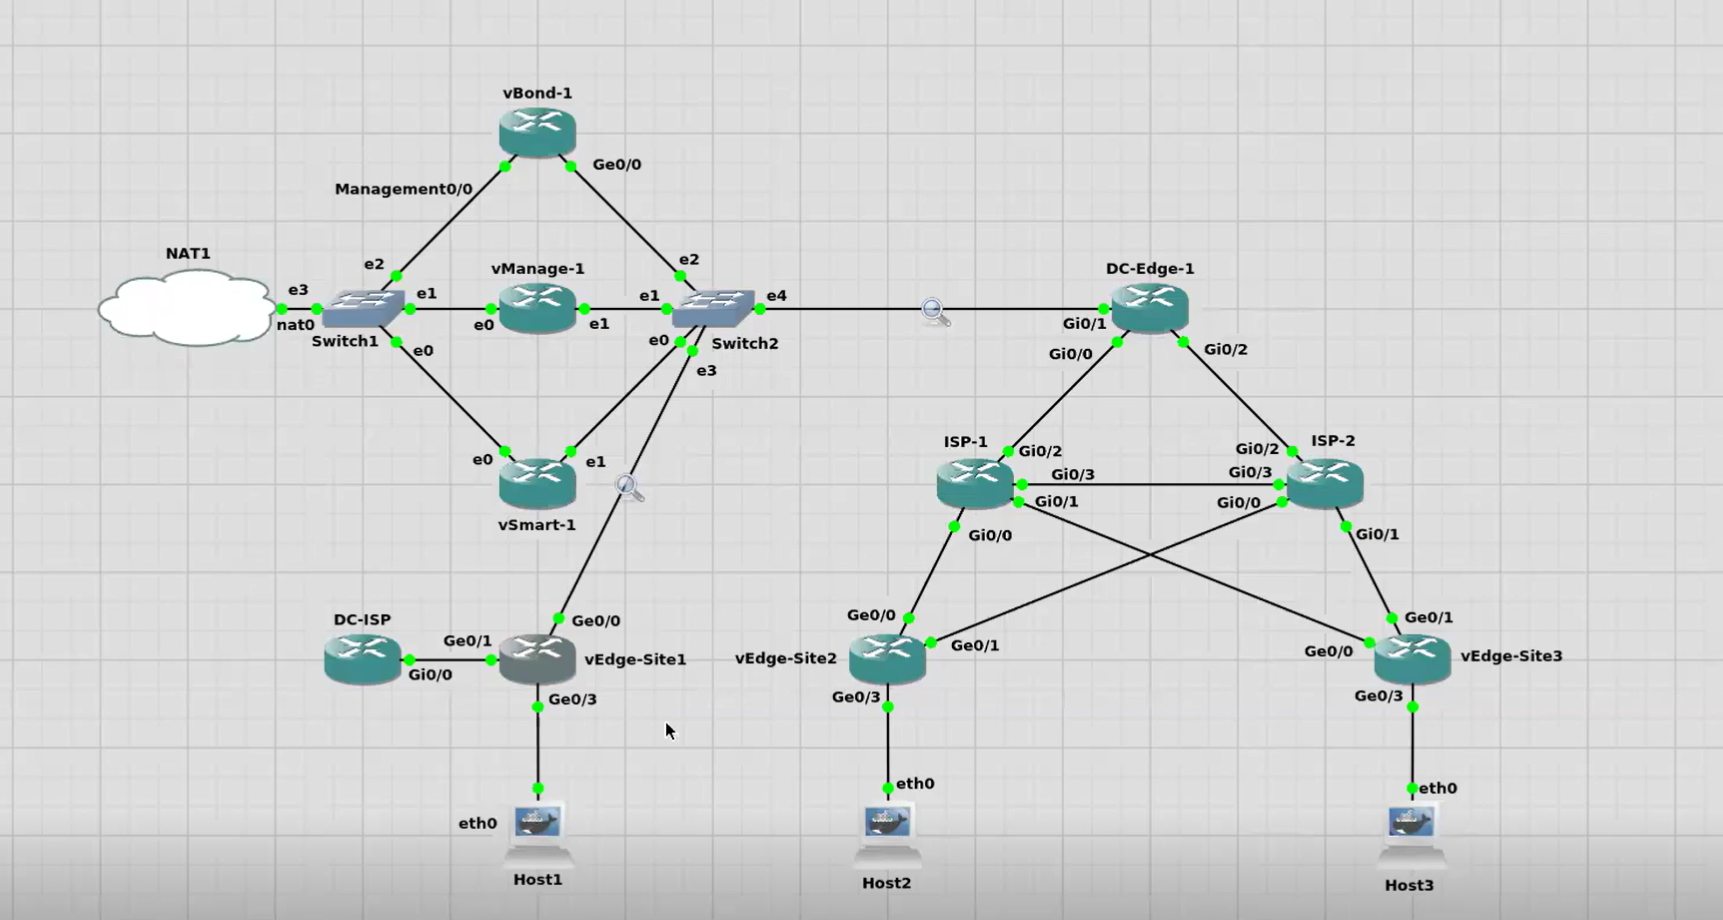 vBond-1
Ge0/0
Management0/0
NAT1
e2
vManage-1
e2
DC-Edge-1
e3
e1
e1
e4
nat0
e0
e1
Gi0/1
Switch1
e0
e0
Switch2
Gi0/0
Gi0/2
e3
ISP-1
ISP-2
e0
e1
Gi0/2
Gi0/2
Gi0/3
Gi0/3
Gi0/1
Gi0/0
vSmart-1
Gi0/0
Gi0/1
DC-ISP
Ge0/0
Ge0/0
Ge0/1
Ge0/1
vEdge-Site1
vEdge-Site2
Ge0/1
Ge0/0
vEdge-Site3
Gi0/0
Ge0/3
Ge0/3
Ge0/3
eth0
eth0
eth0
Host1
Host2
Host3